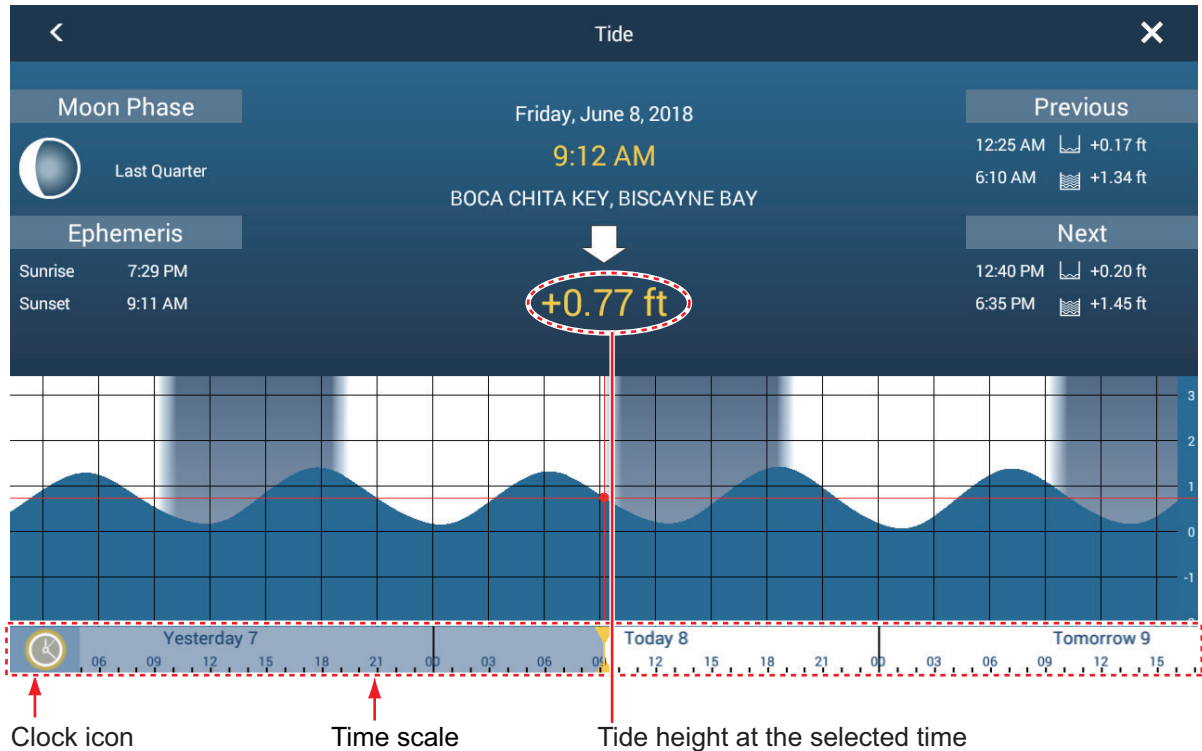 Tide
Moon Phase
Last Quarter
Ephemeris
Sunrise 7:29 PM
Sunset 9:11 AM
Friday, June 8, 2018
9:12 AM
BOCA CHITA KEY, BISCAYNE BAY
+0.77 ft
Previous
12:25 AM +0.17 ft
6:10 AM +1.34 ft
Next
12:40 PM +0.20 ft
6:35 PM +1.45 ft
3
2
1
0
-1
Yesterday 7 Today 8 Tomorrow 9
06 09 12 15 18 21 00 03 06 09 12 15 18 21 00 03 06 09 12 15
Clock icon Time scale Tide height at the selected time